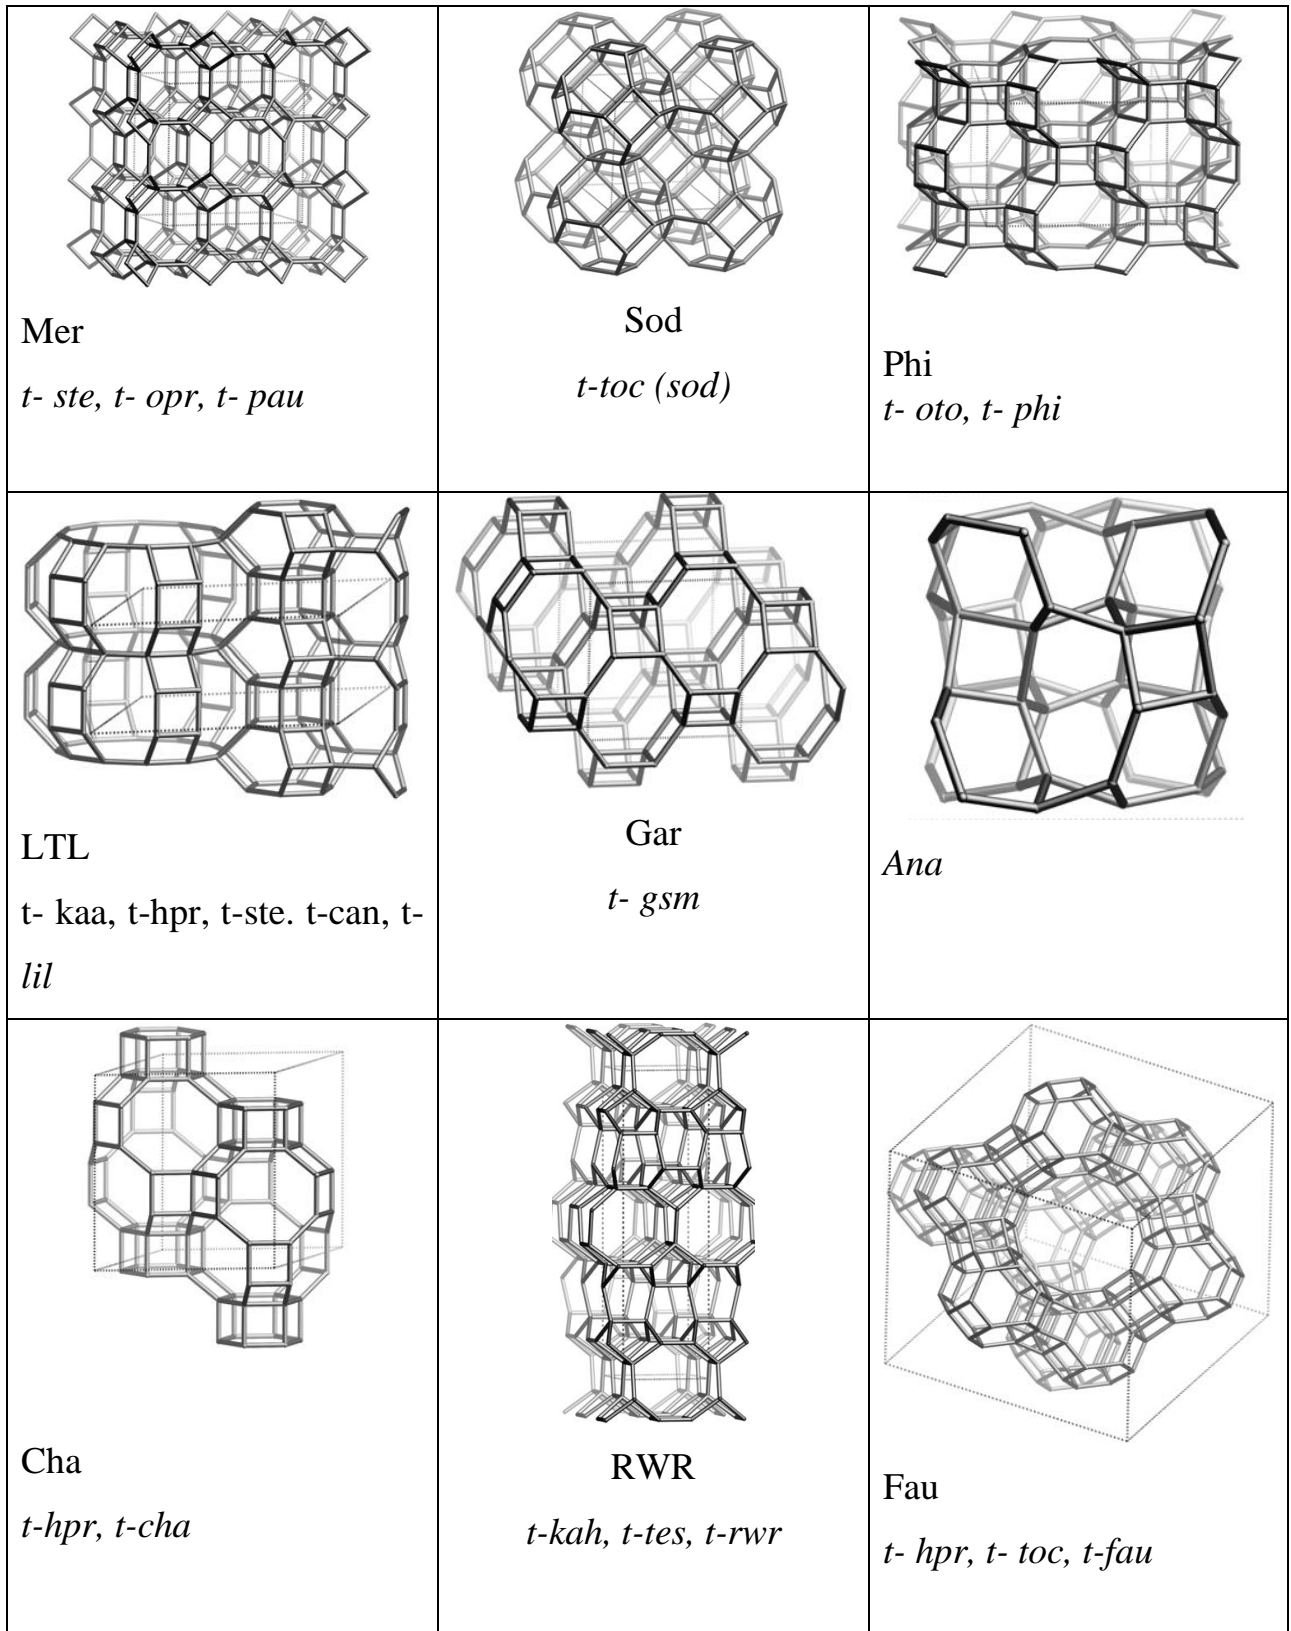 Mer
t- ste, t- opr, t- pau
Sod
t-toc (sod)
Phi
t- oto, t- phi
LTL
t- kaa, t-hpr, t-ste. t-can, t-
lil
Gar
t- gsm
Ana
Cha
t-hpr, t-cha
RWR
t-kah, t-tes, t-rwr
Fau
t- hpr, t- toc, t-fau